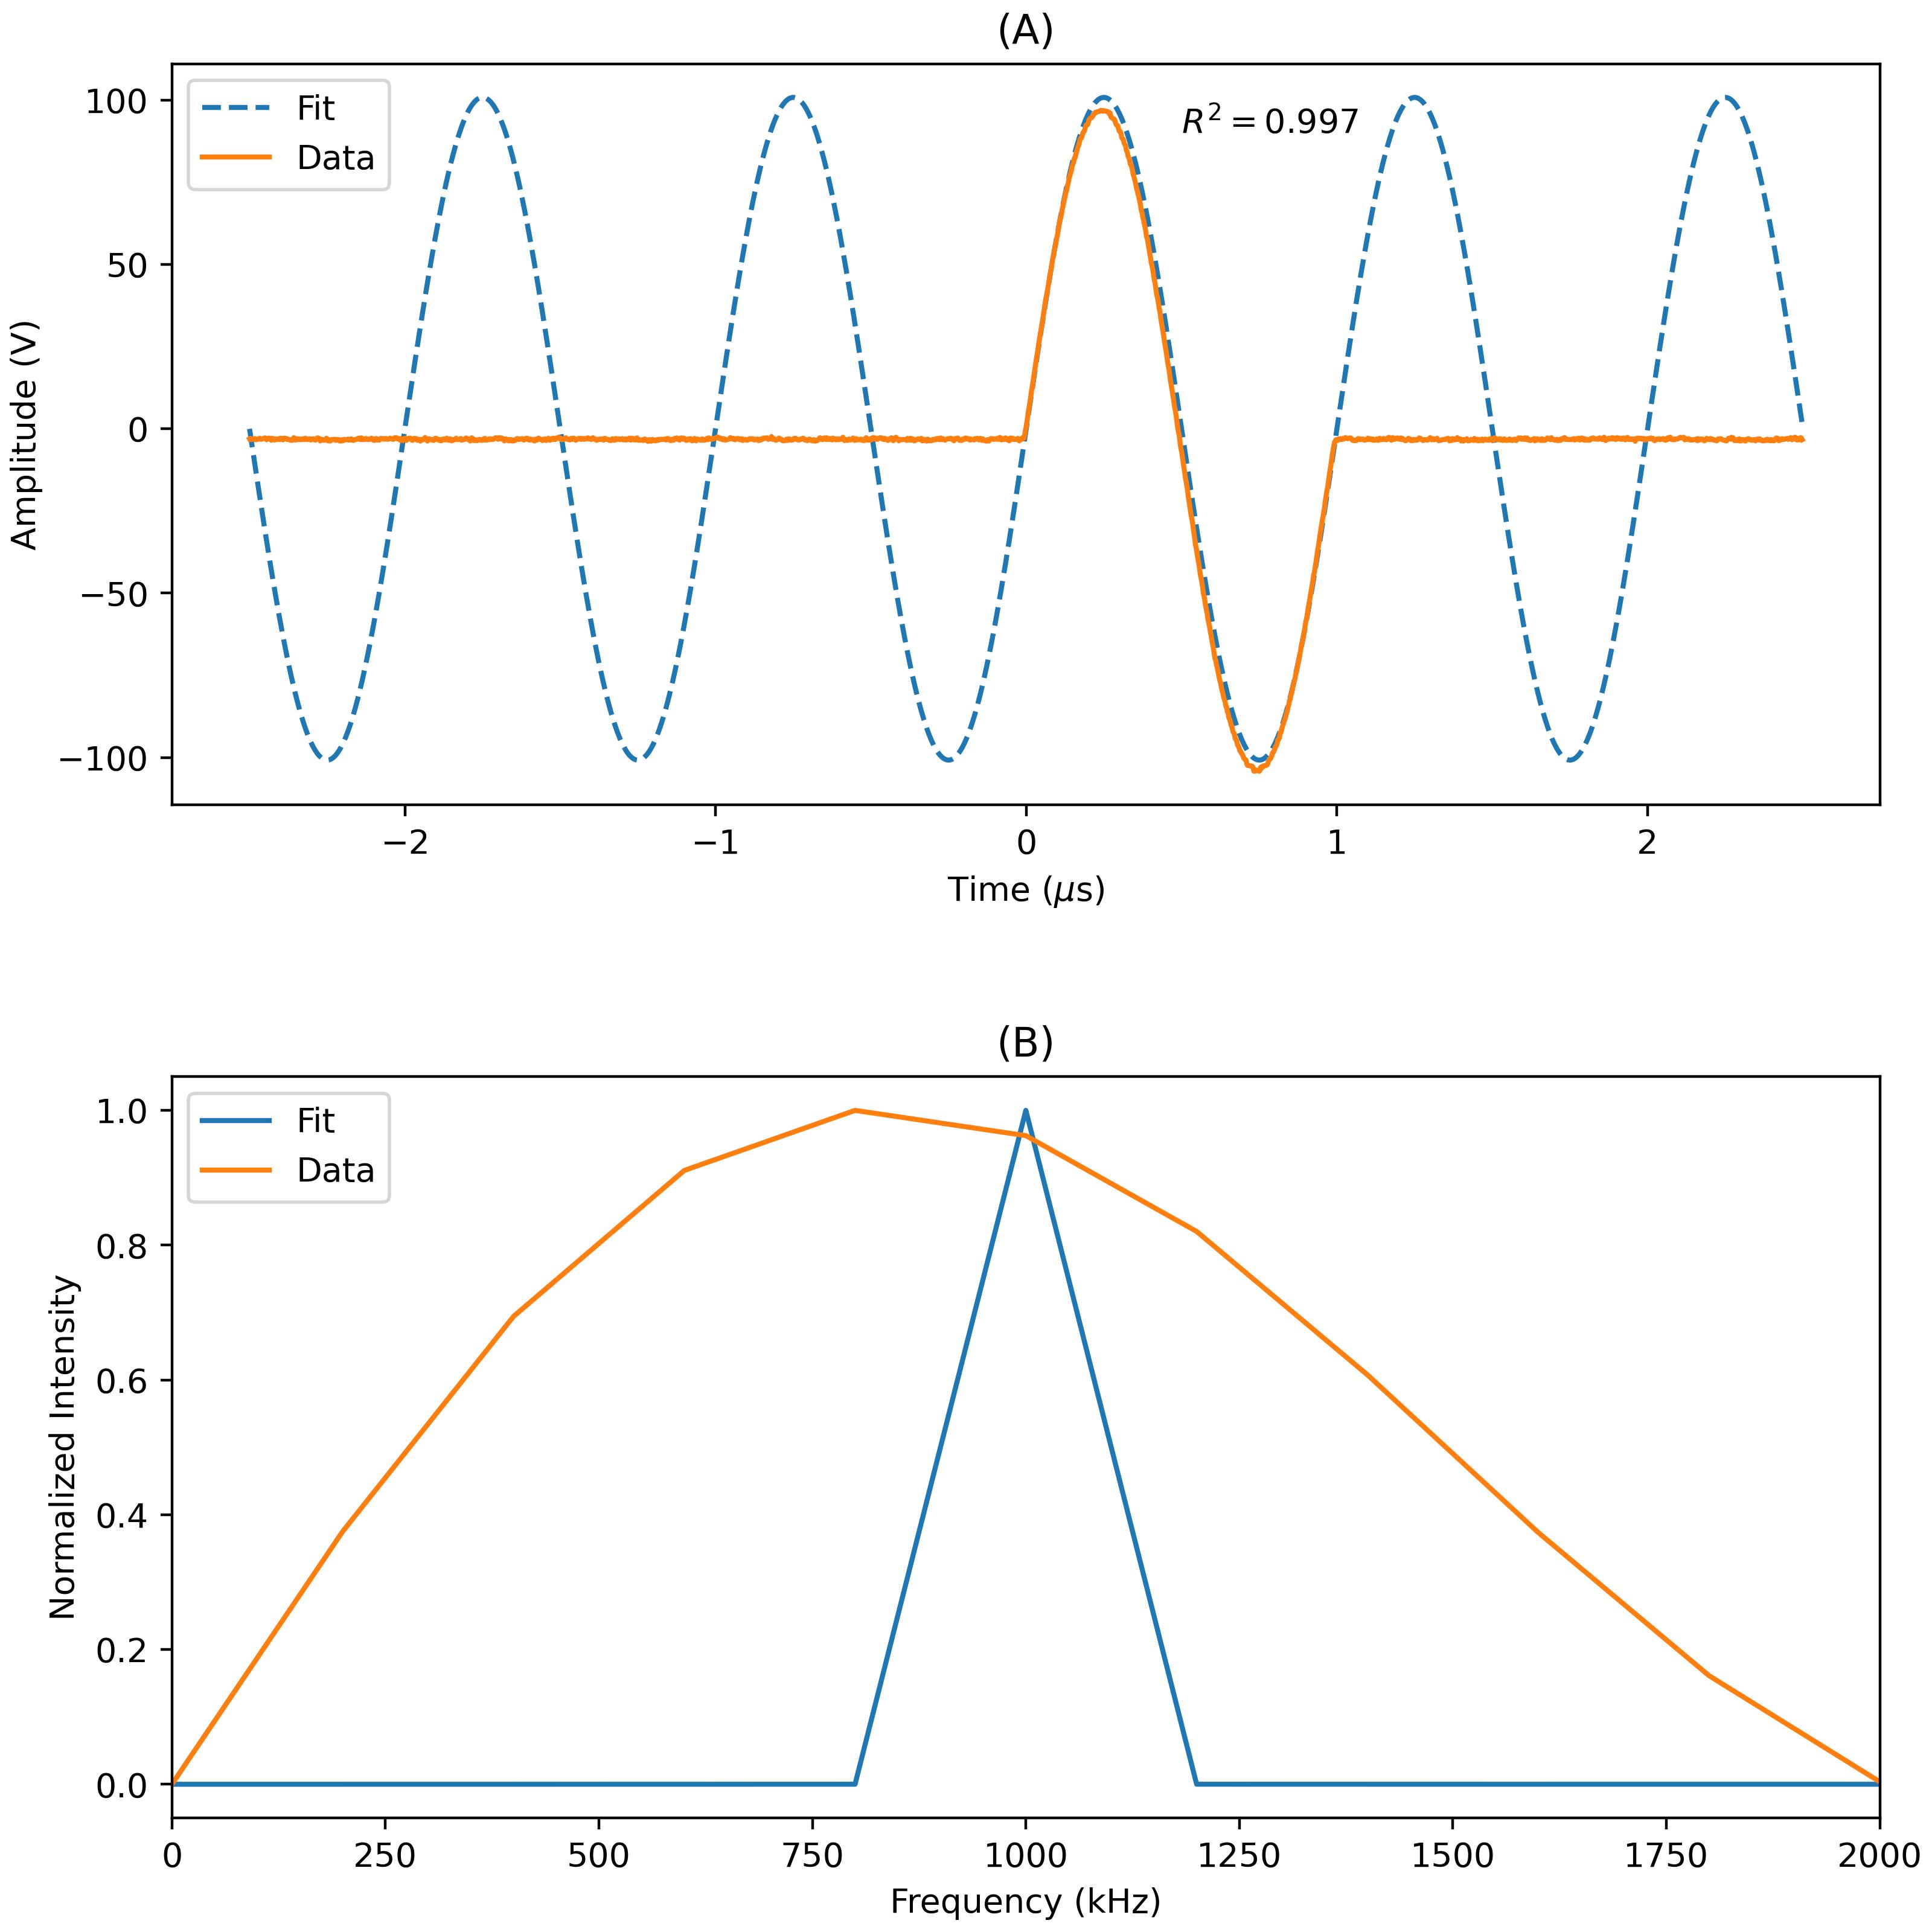 (A)
Fit
Data
R² = 0.997
100
50
0
−50
−100
Amplitude (V)
−2 −1 0 1 2
Time (μs)
(B)
Fit
Data
1.0
0.8
0.6
0.4
0.2
0.0
Normalized Intensity
0 250 500 750 1000 1250 1500 1750 2000
Frequency (kHz)